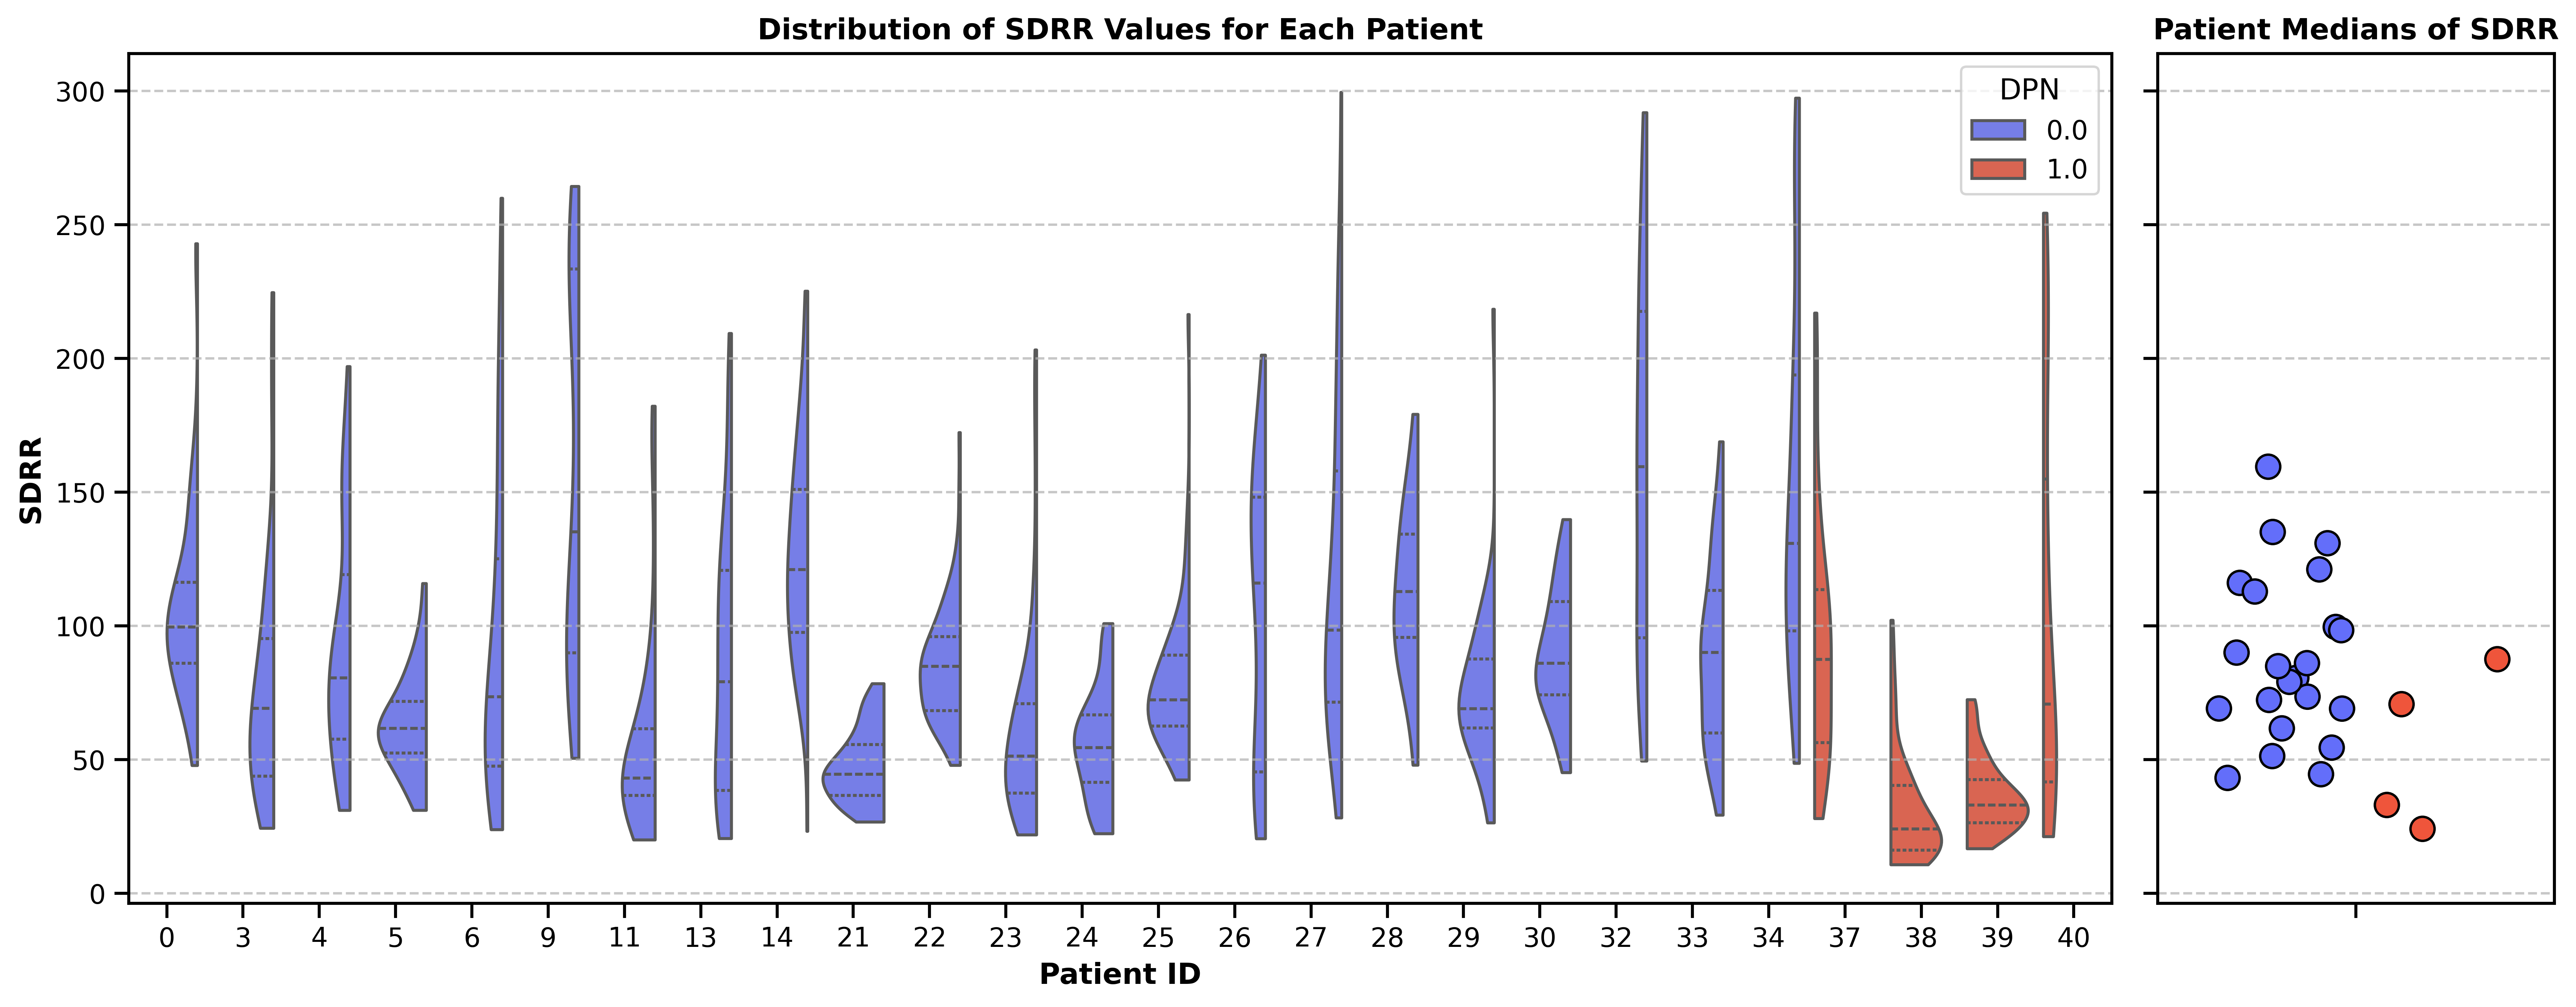 Distribution of SDRR Values for Each Patient
Patient Medians of SDRR
SDRR
300
250
200
150
100
50
0
DPN
0.0
1.0
0 3 4 5 6 9 11 13 14 21 22 23 24 25 26 27 28 29 30 32 33 34 37 38 39 40
Patient ID